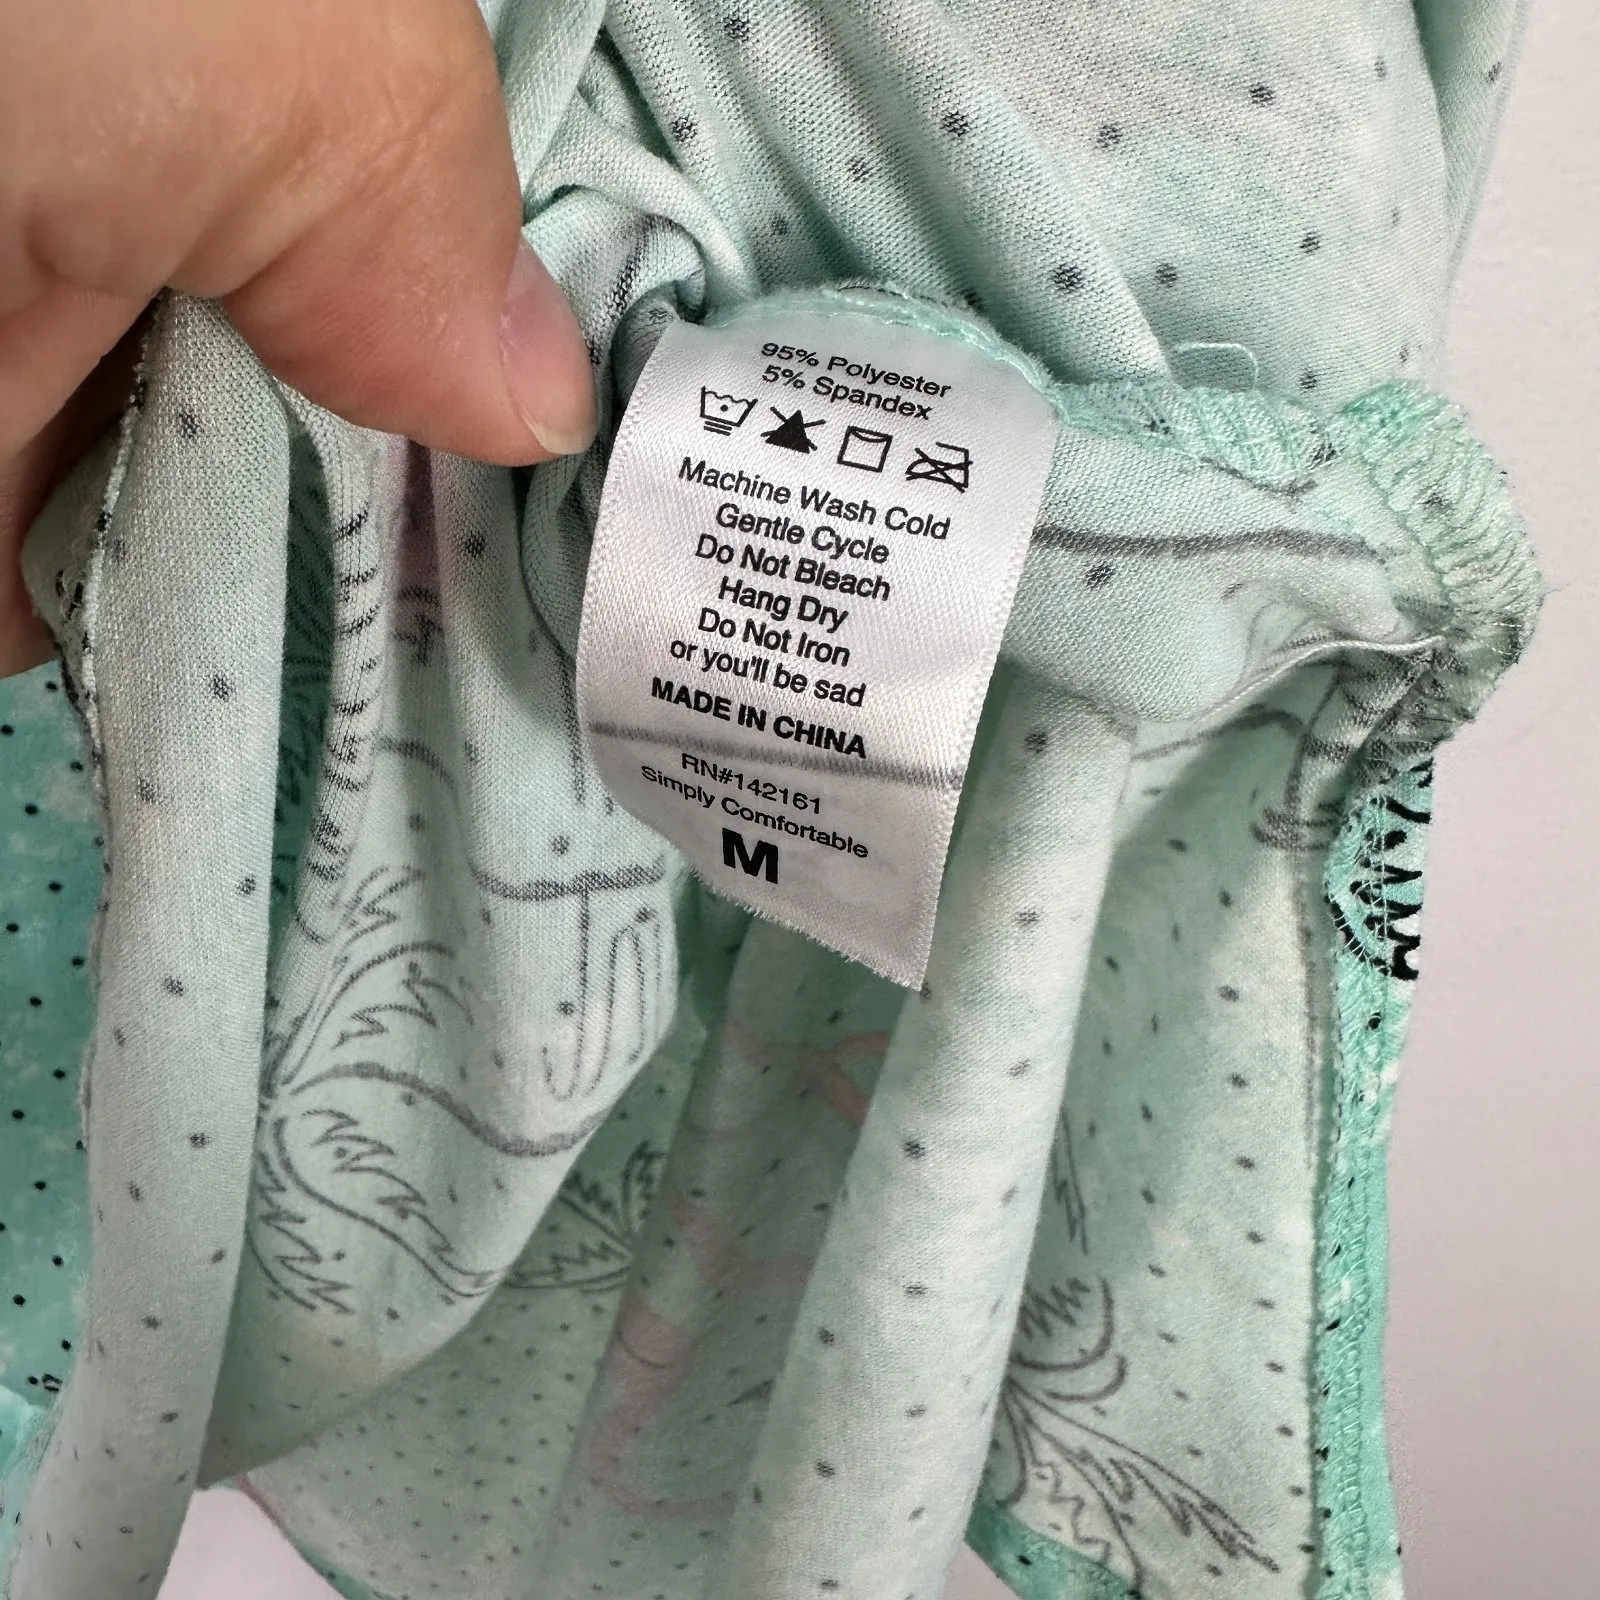 95% Polyester
5% Spandex
Machine Wash Cold
Gentle Cycle
Do Not Bleach
Hang Dry
Do Not Iron
or you'll be sad
MADE IN CHINA
RN#142161
Simply Comfortable
M